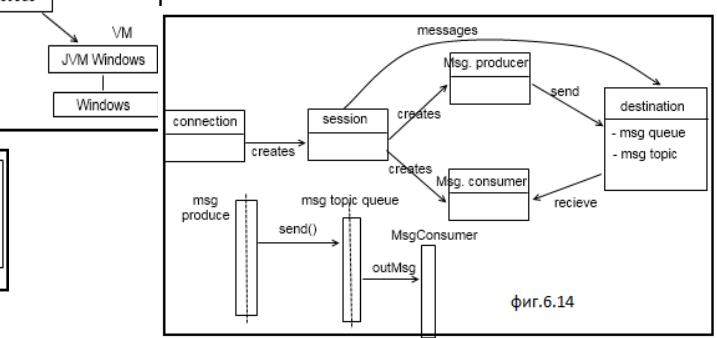 VM
JVM Windows
Windows
messages
Msg. producer
send
destination
- msg queue
- msg topic
connection
creates
session
creates
creates
Msg. consumer
recieve
msg
produce
send()
msg topic queue
MsgConsumer
outMsg
фиг.6.14